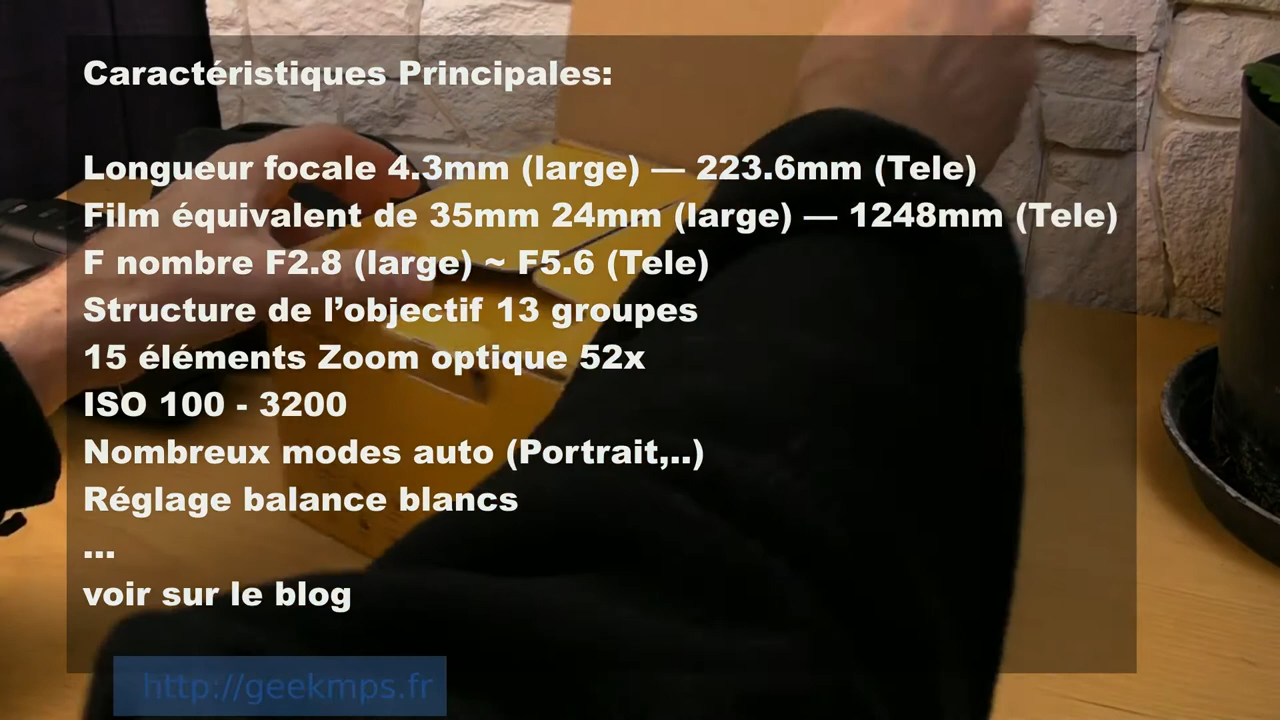 Caractéristiques Principales:
Longueur focale 4.3mm (large) — 223.6mm (Tele)
Film équivalent de 35mm 24mm (large) — 1248mm (Tele)
F nombre F2.8 (large) ~ F5.6 (Tele)
Structure de l’objectif 13 groupes
15 éléments Zoom optique 52x
ISO 100 - 3200
Nombreux modes auto (Portrait,..)
Réglage balance blancs
...
voir sur le blog
http://geekmps.fr